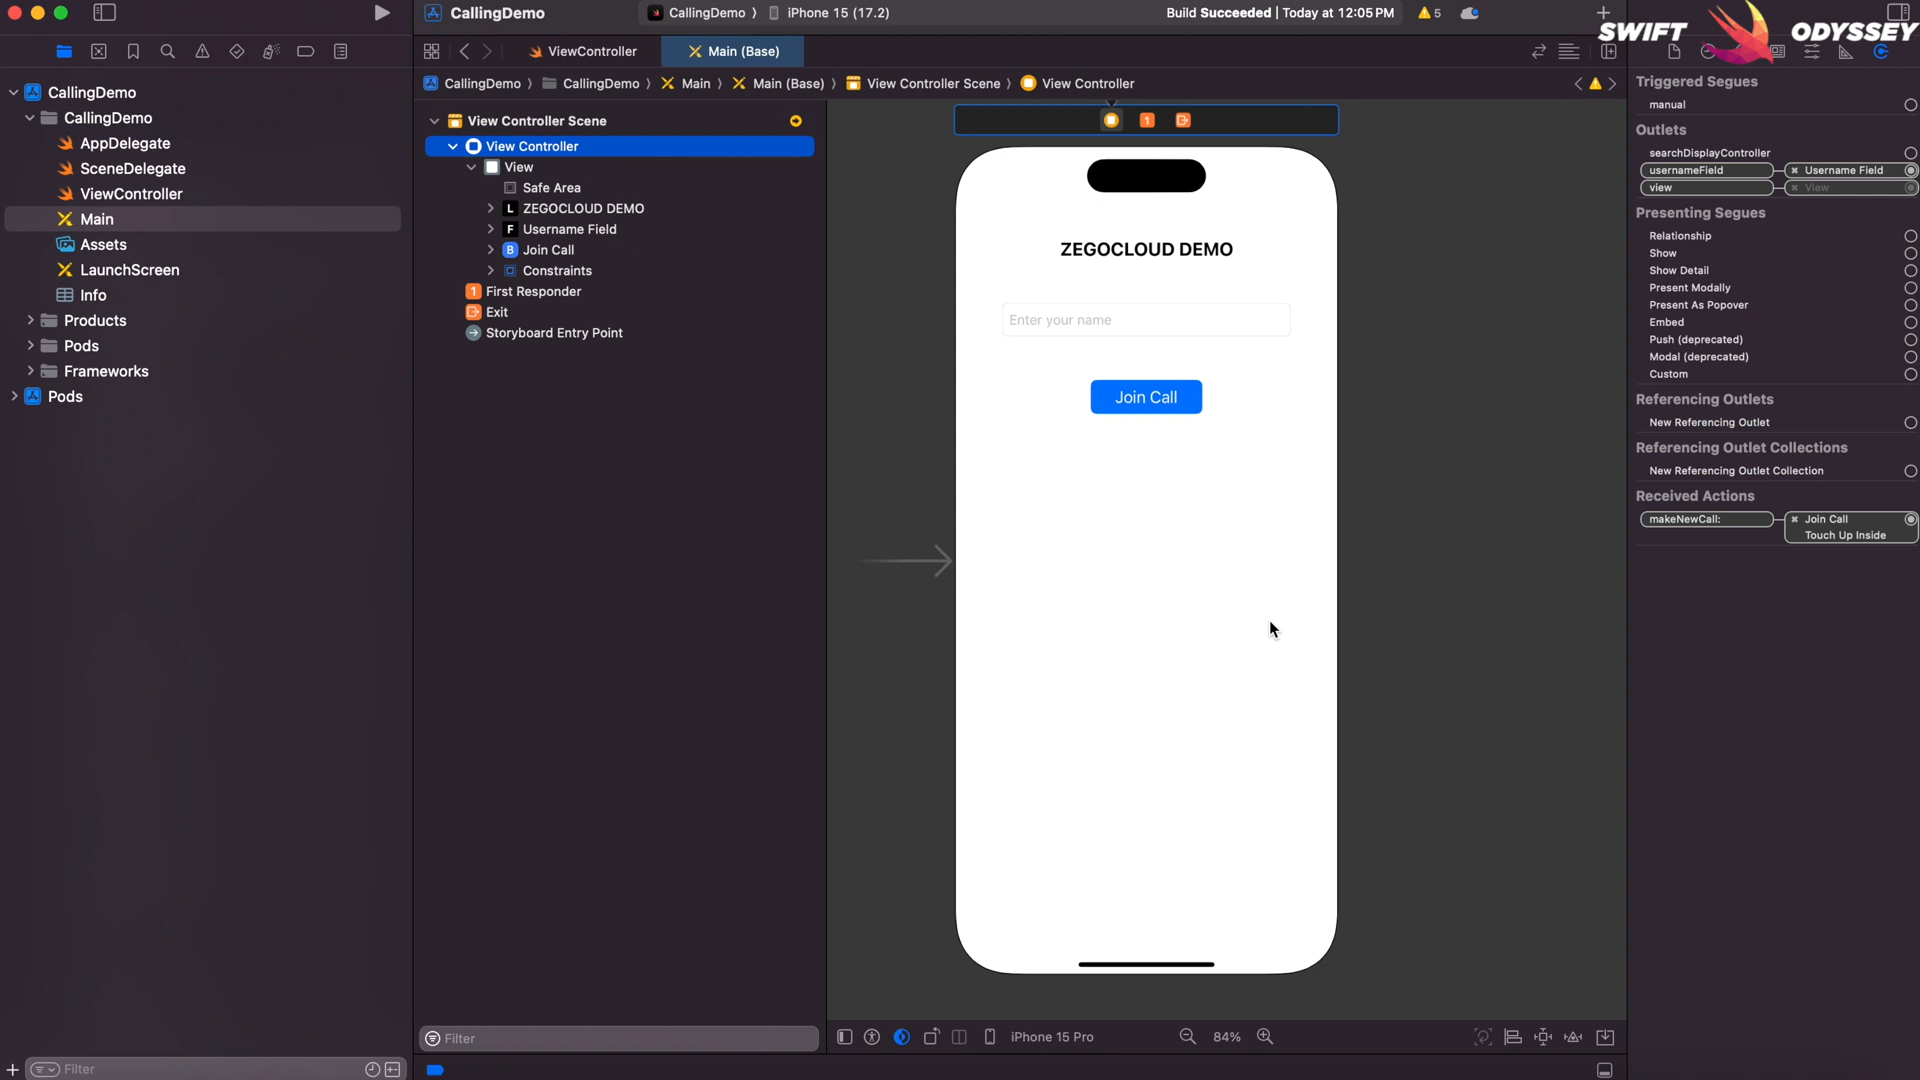 CallingDemo
CallingDemo
iPhone 15 (17.2)
Build Succeeded | Today at 12:05 PM
5
SWIFT ODYSSEY
ViewController
Main (Base)
CallingDemo
CallingDemo
Main
Main (Base)
View Controller Scene
View Controller
CallingDemo
CallingDemo
AppDelegate
SceneDelegate
ViewController
Main
Assets
LaunchScreen
Info
Products
Pods
Frameworks
Pods
Filter
View Controller Scene
View Controller
View
Safe Area
L ZEGOCLOUD DEMO
F Username Field
B Join Call
Constraints
1 First Responder
Exit
Storyboard Entry Point
Filter
1
ZEGOCLOUD DEMO
Enter your name
Join Call
iPhone 15 Pro
84%
Triggered Segues
manual
Outlets
searchDisplayController
usernameField
Username Field
view
View
Presenting Segues
Relationship
Show
Show Detail
Present Modally
Present As Popover
Embed
Push (deprecated)
Modal (deprecated)
Custom
Referencing Outlets
New Referencing Outlet
Referencing Outlet Collections
New Referencing Outlet Collection
Received Actions
makeNewCall:
Join Call
Touch Up Inside